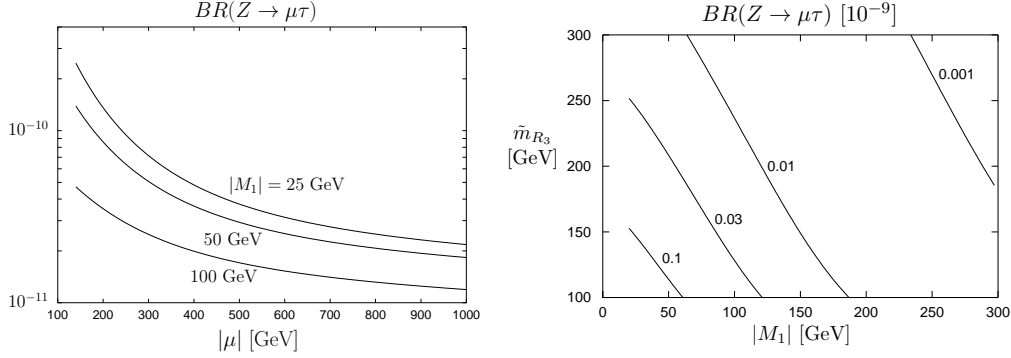 BR(Z → μτ)
10⁻¹⁰
10⁻¹¹
|M₁| = 25 GeV
50 GeV
100 GeV
100 200 300 400 500 600 700 800 900 1000
|μ| [GeV]
BR(Z → μτ) [10⁻⁹]
300
250
200
150
100
m̃_{R₃}
[GeV]
0.001
0.01
0.03
0.1
0 50 100 150 200 250 300
|M₁| [GeV]